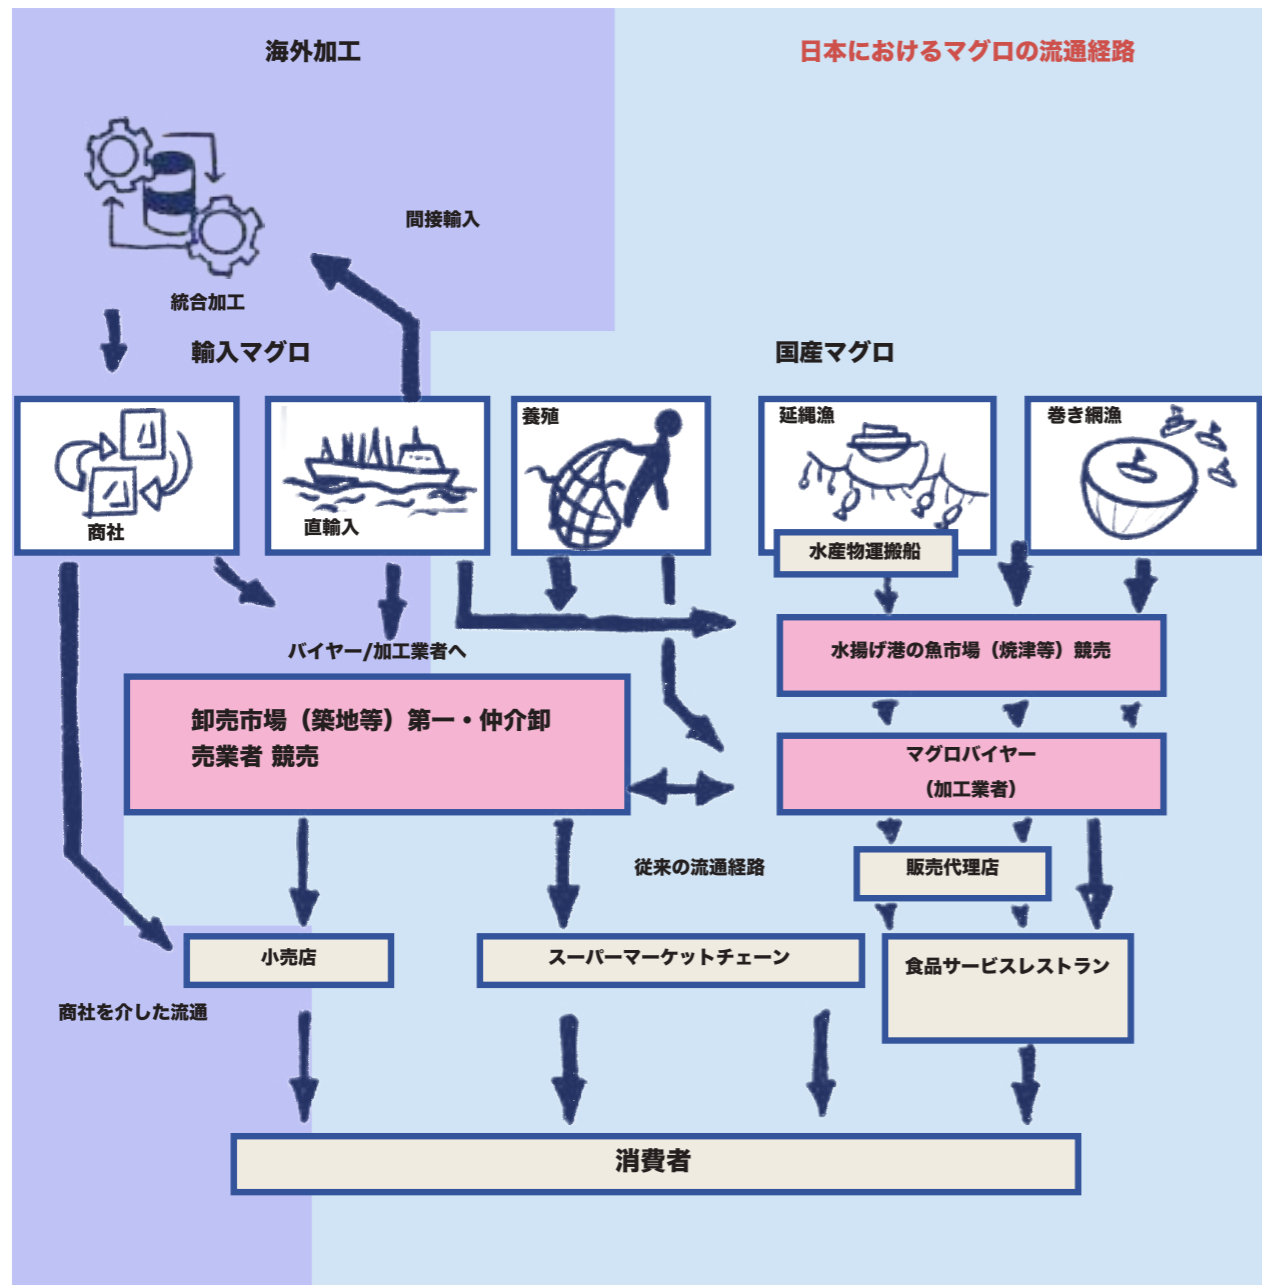 海外加工
日本におけるマグロの流通経路
間接輸入
統合加工
輸入マグロ
国産マグロ
商社
直輸入
養殖
延縄漁
巻き網漁
水産物運搬船
バイヤー/加工業者へ
水揚げ港の魚市場（焼津等）競売
卸売市場（築地等）第一・仲介卸
売業者 競売
マグロバイヤー
（加工業者）
従来の流通経路
販売代理店
小売店
スーパーマーケットチェーン
食品サービスレストラン
商社を介した流通
消費者